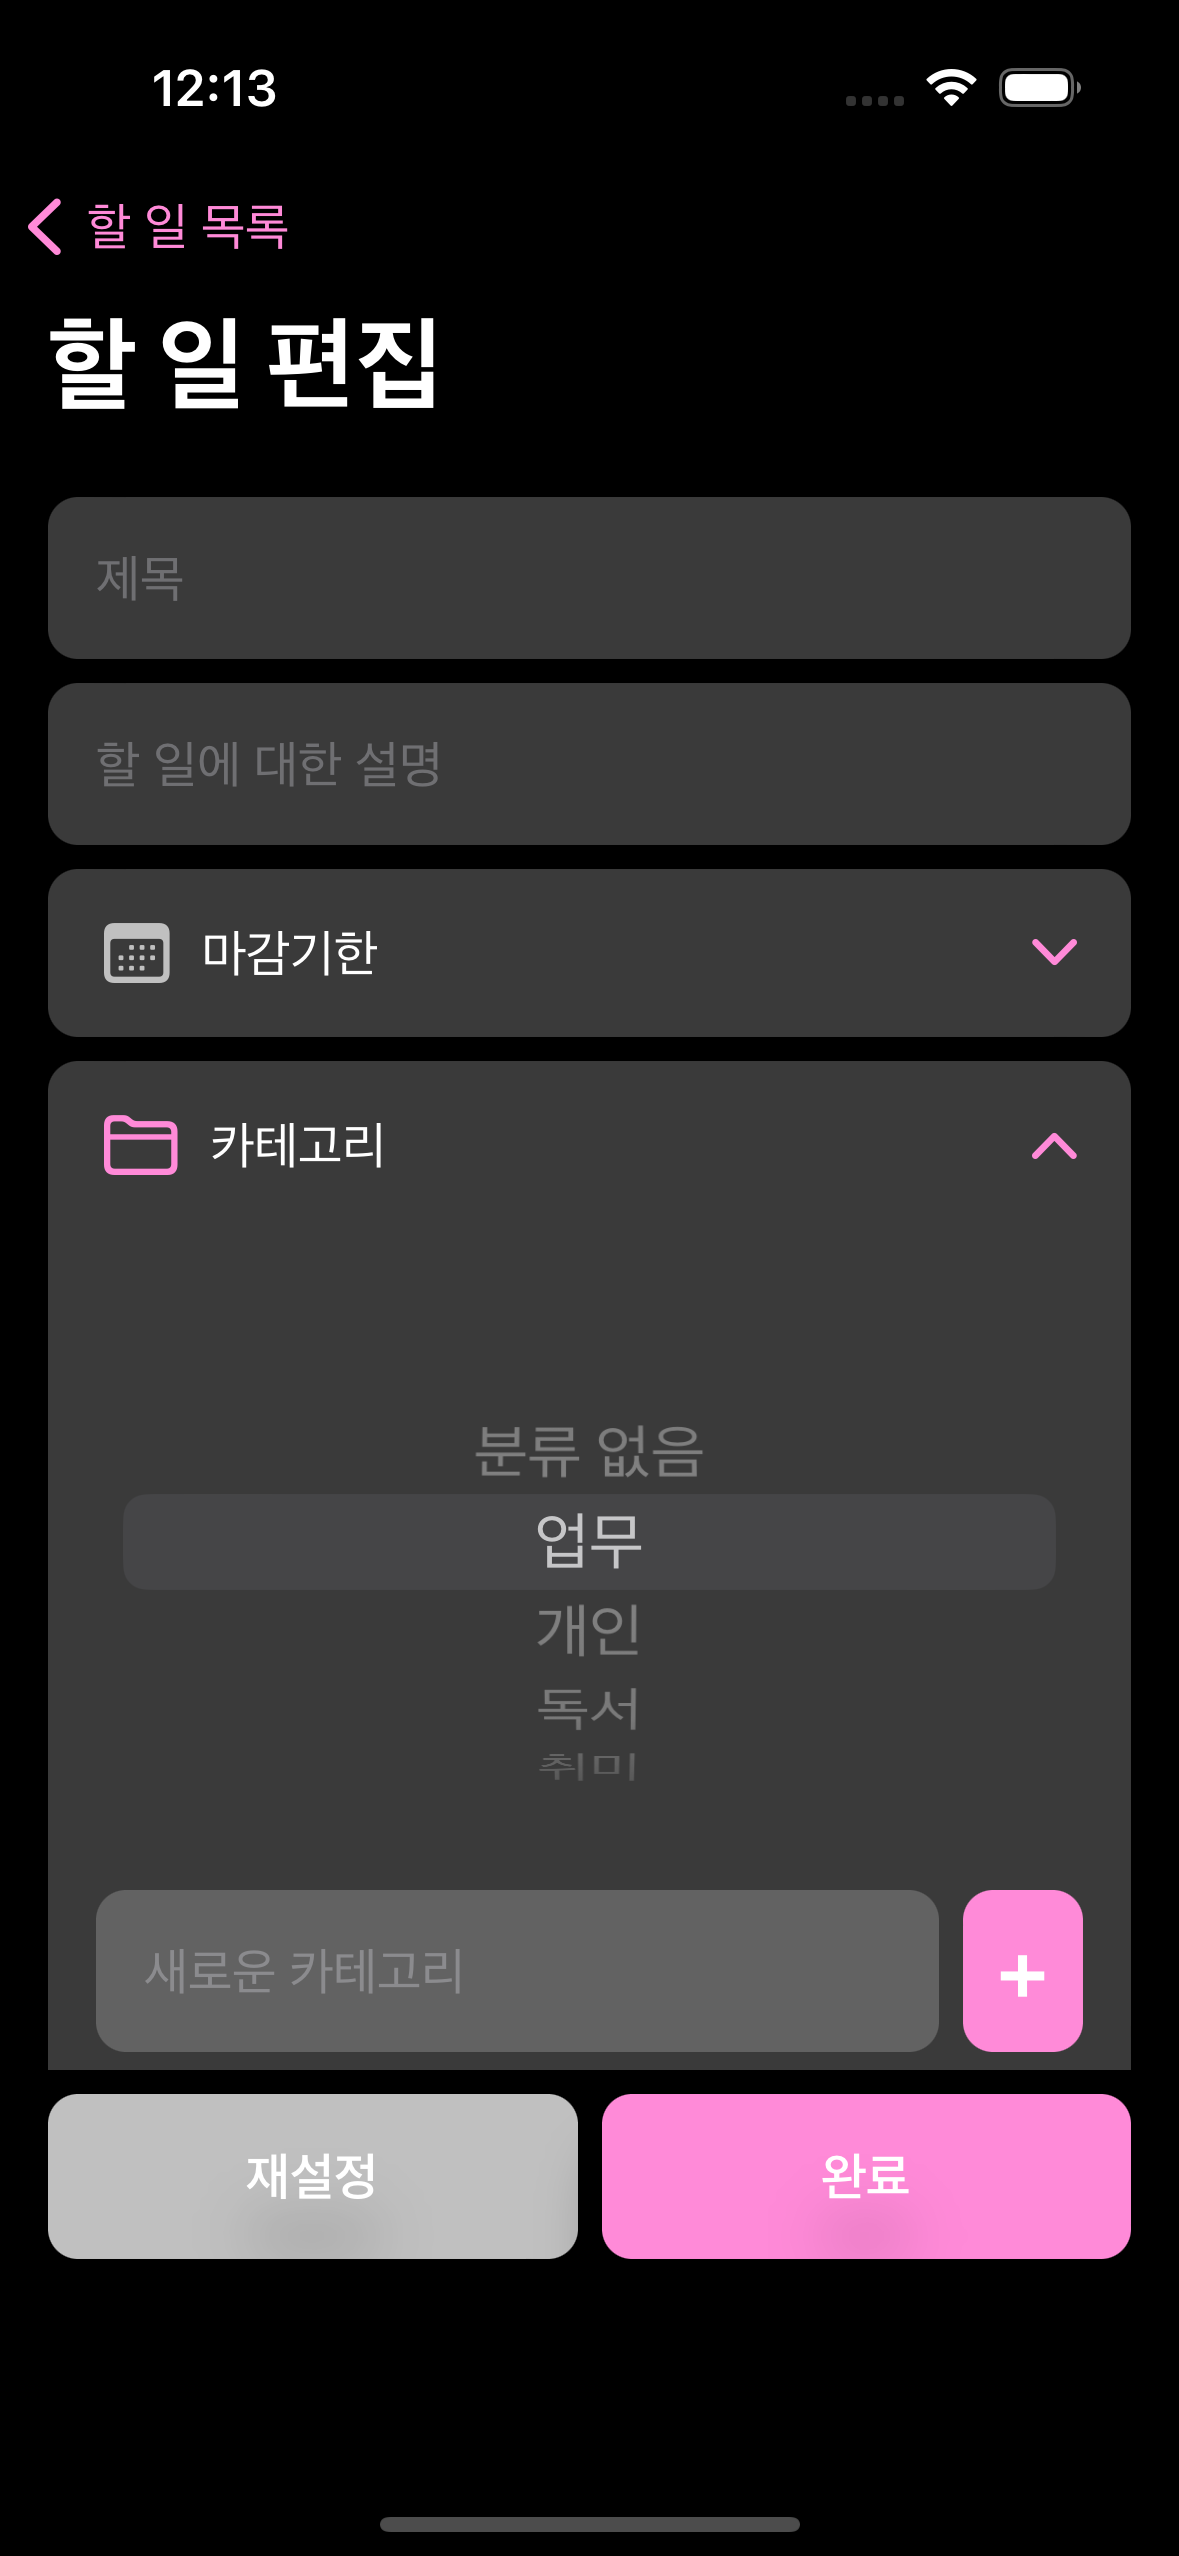 12:13
할 일 목록
할 일 편집
제목
할 일에 대한 설명
마감기한
카테고리
분류 없음
업무
개인
독서
취미
새로운 카테고리
+
재설정
완료